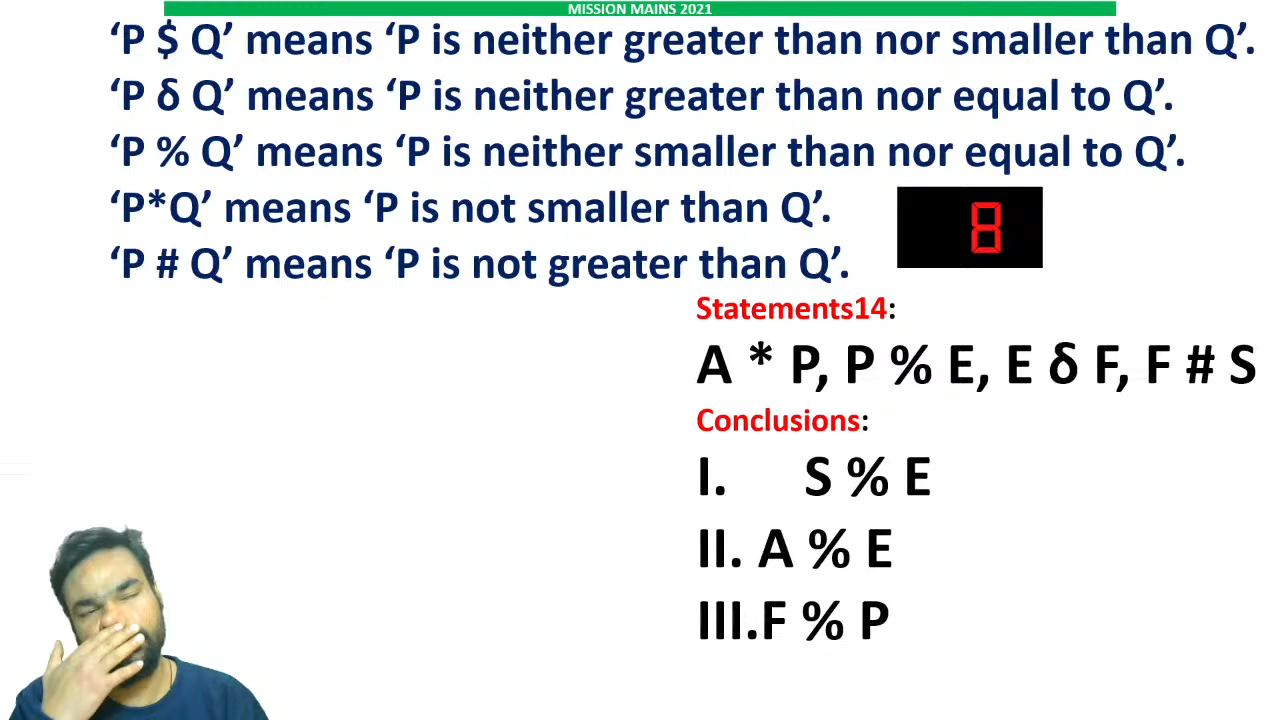 MISSION MAINS 2021
‘P $ Q’ means ‘P is neither greater than nor smaller than Q’.
‘P δ Q’ means ‘P is neither greater than nor equal to Q’.
‘P % Q’ means ‘P is neither smaller than nor equal to Q’.
‘P*Q’ means ‘P is not smaller than Q’.
8
‘P # Q’ means ‘P is not greater than Q’.
Statements14:
A * P, P % E, E δ F, F # S
Conclusions:
I. S % E
II. A % E
III.F % P